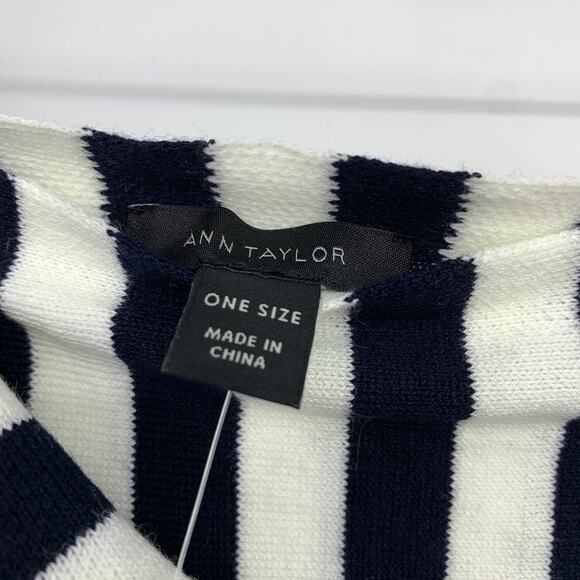 ANN TAYLOR
ONE SIZE
MADE IN
CHINA